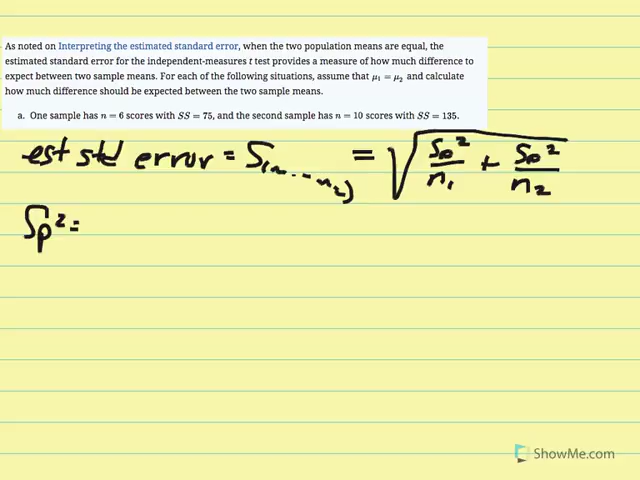 As noted on Interpreting the estimated standard error, when the two population means are equal, the
estimated standard error for the independent-measures t test provides a measure of how much difference to
expect between two sample means. For each of the following situations, assume that μ₁ = μ₂ and calculate
how much difference should be expected between the two sample means.
a. One sample has n = 6 scores with SS = 75, and the second sample has n = 10 scores with SS = 135.
est std error = S(m₁-m₂) = √(Sp²/n₁ + Sp²/n₂)
Sp² =
ShowMe.com